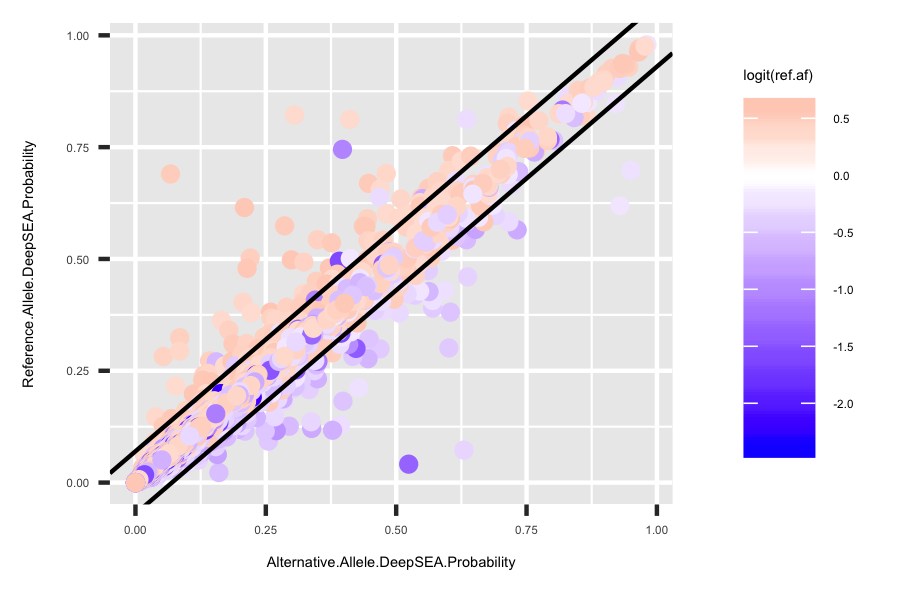 Reference.Allele.DeepSEA.Probability
1.00
0.75
0.50
0.25
0.00
0.00 0.25 0.50 0.75 1.00
Alternative.Allele.DeepSEA.Probability
logit(ref.af)
0.5
0.0
-0.5
-1.0
-1.5
-2.0